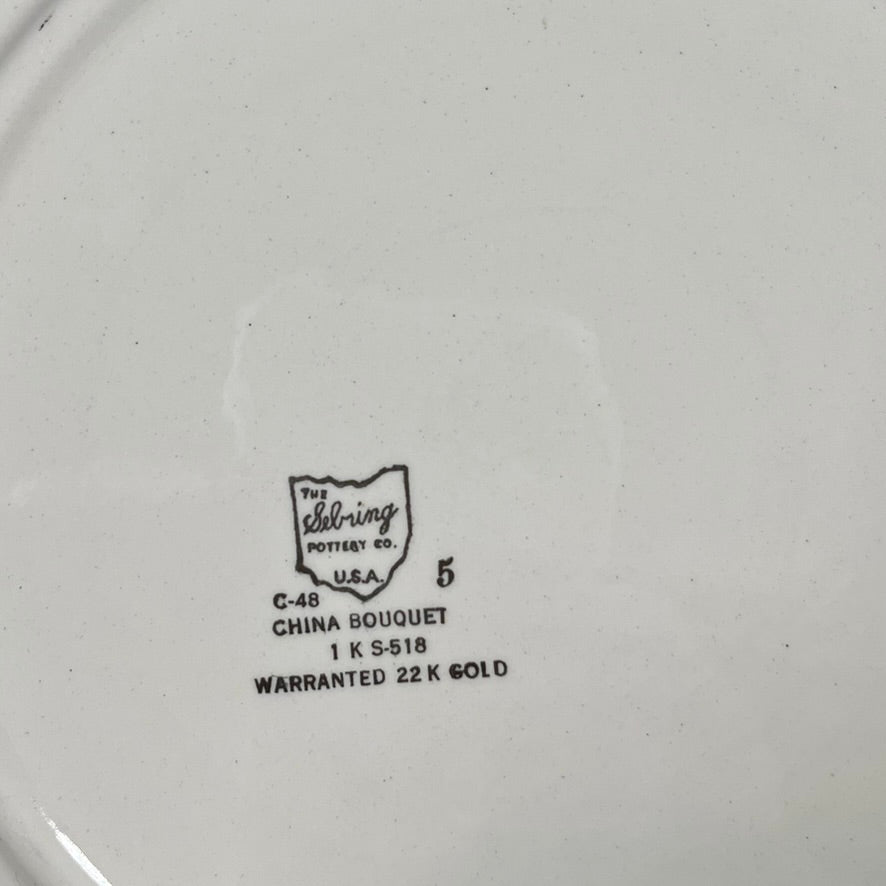 THE
Sebring
POTTERY CO.
U.S.A.
5
C-48
CHINA BOUQUET
1 K S-518
WARRANTED 22 K GOLD